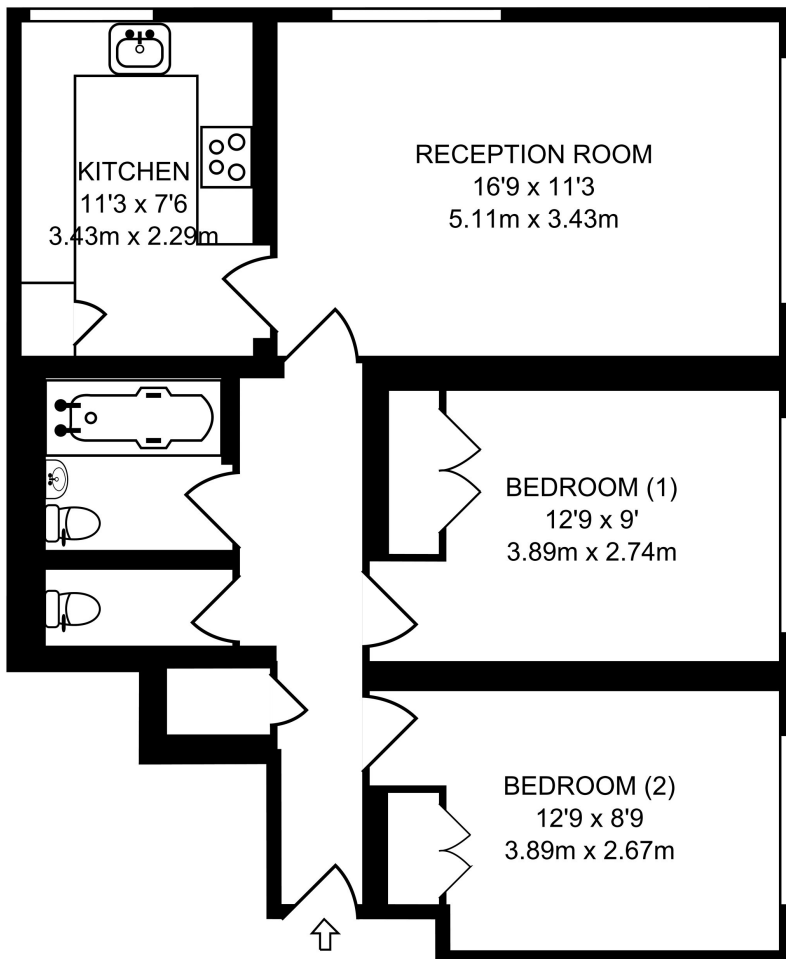 KITCHEN
11'3 x 7'6
3.43m x 2.29m
RECEPTION ROOM
16'9 x 11'3
5.11m x 3.43m
BEDROOM (1)
12'9 x 9'
3.89m x 2.74m
BEDROOM (2)
12'9 x 8'9
3.89m x 2.67m